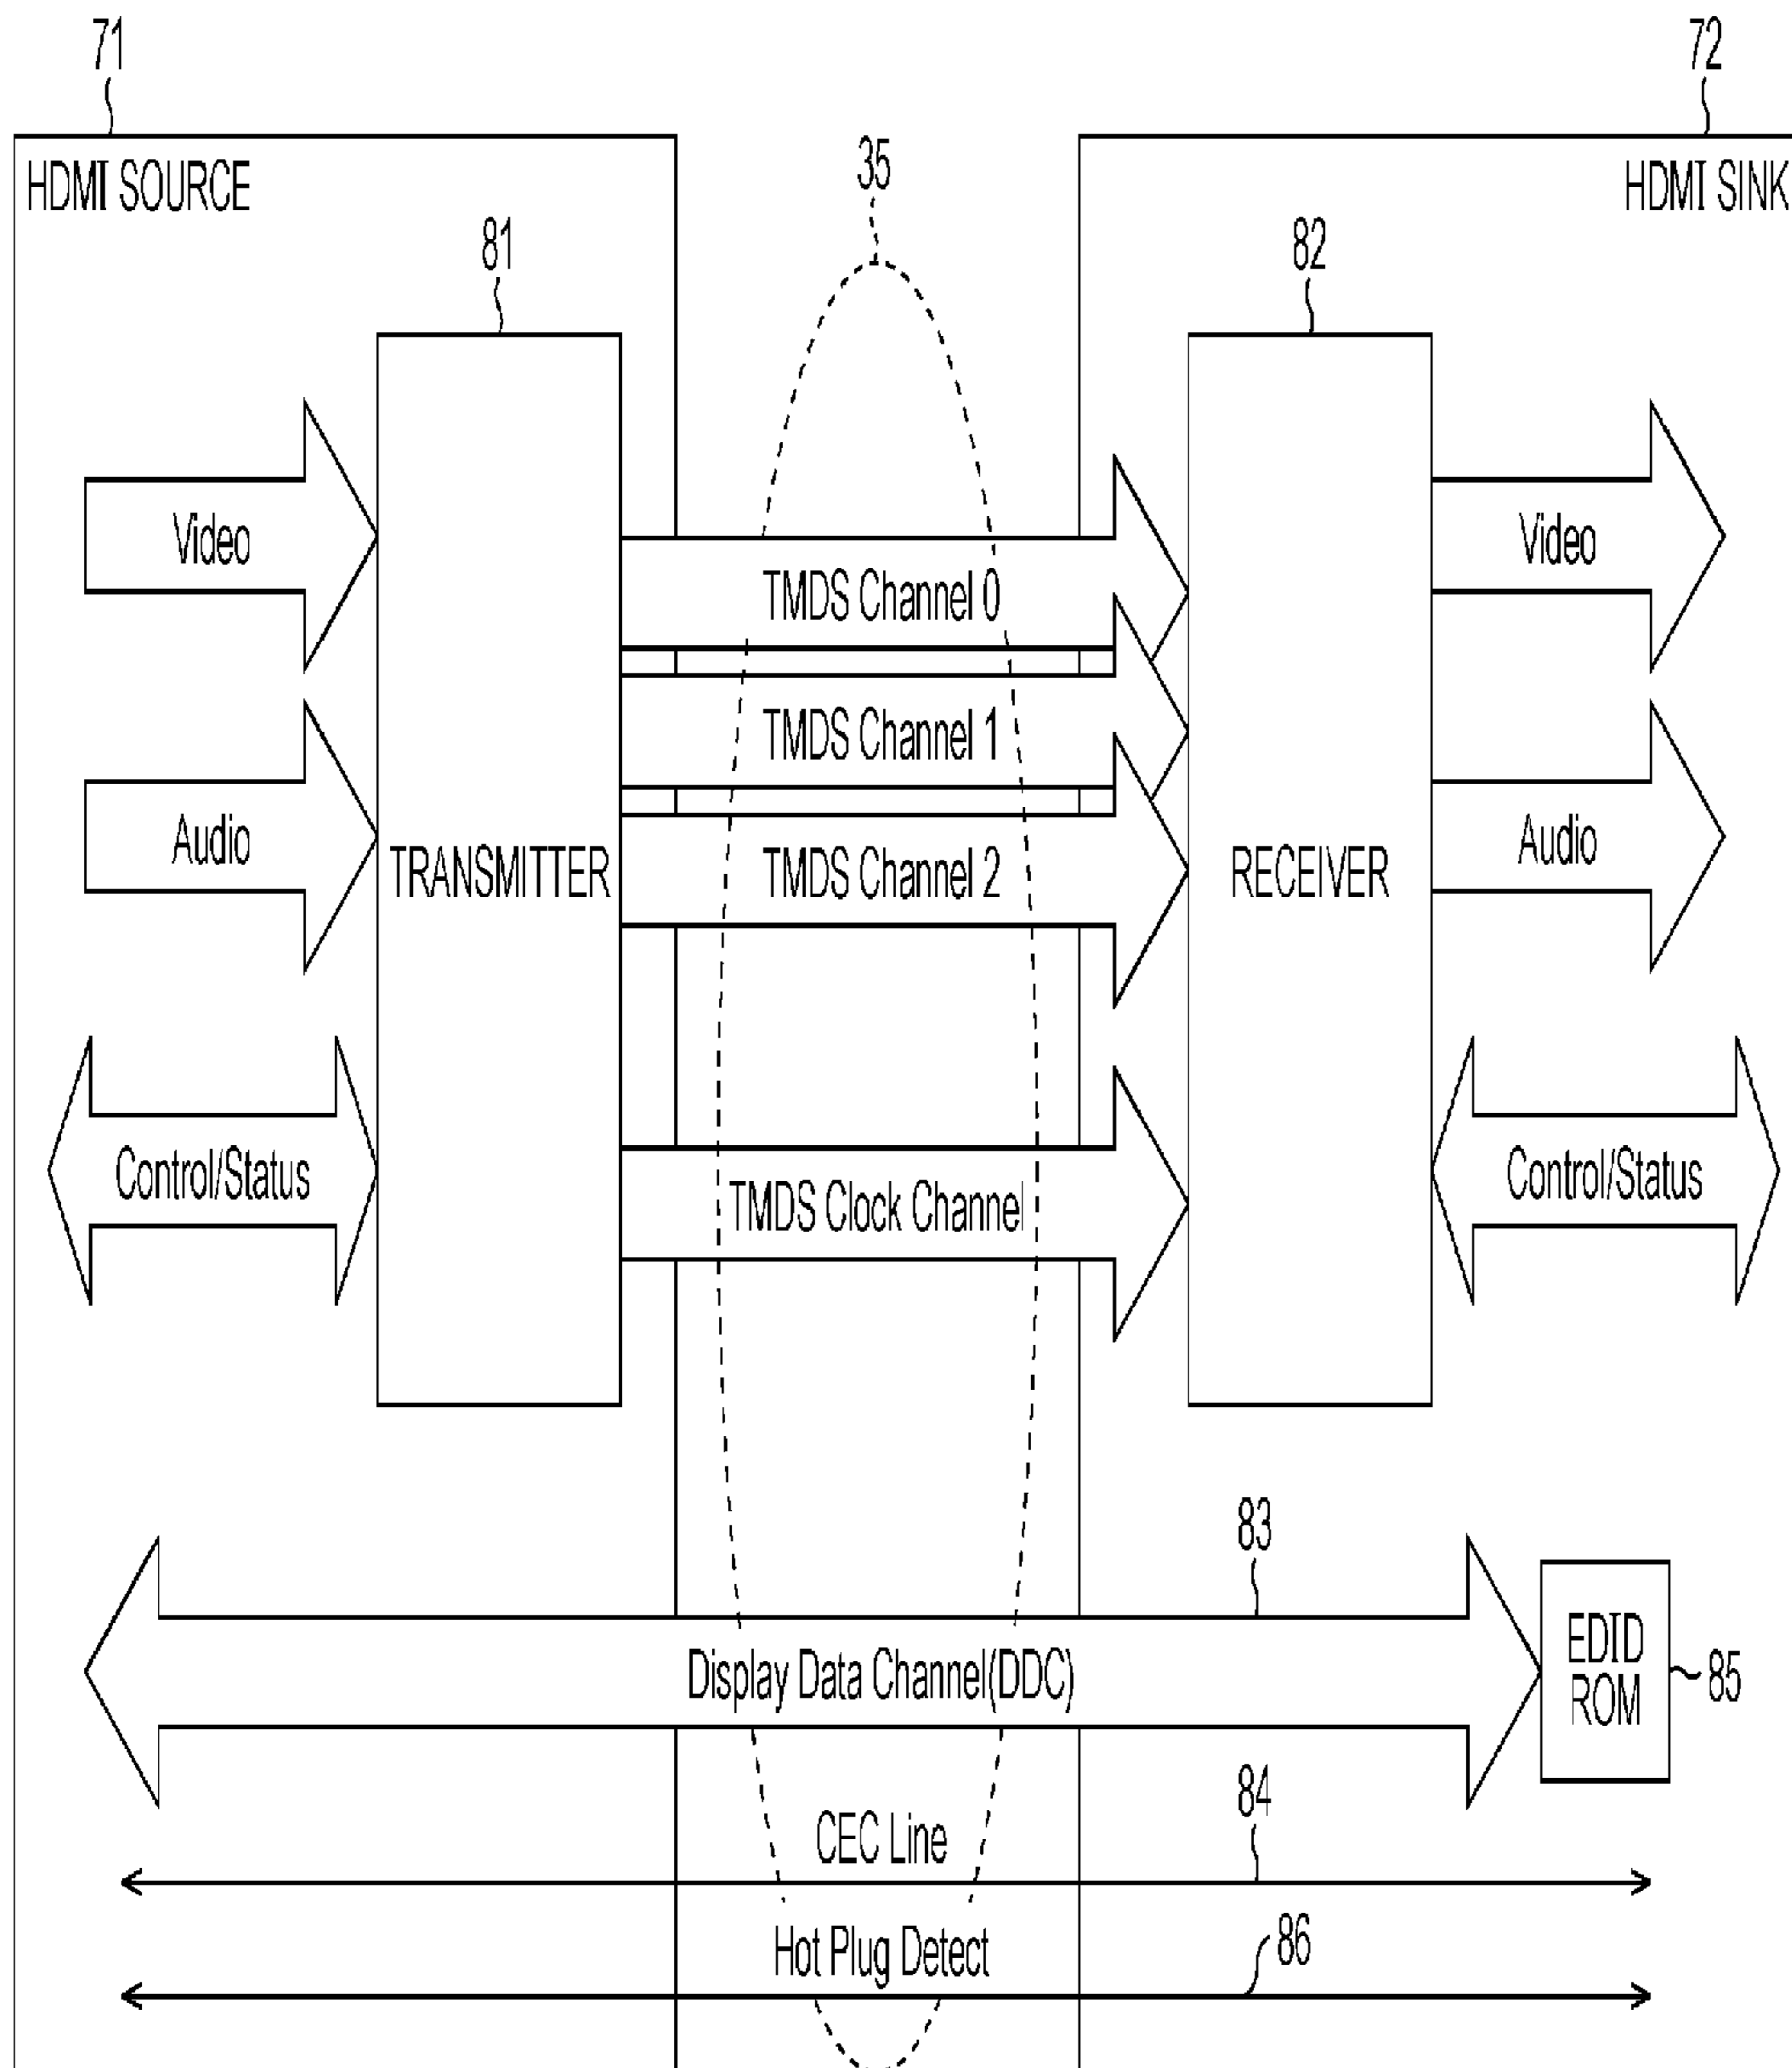 71
72
HDMI SOURCE
35
HDMI SINK
81
82
Video
TMDS Channel 0
Video
TMDS Channel 1
Audio
TRANSMITTER
TMDS Channel 2
RECEIVER
Audio
Control/Status
TMDS Clock Channel
Control/Status
83
Display Data Channel(DDC)
EDID
ROM
85
84
CEC Line
Hot Plug Detect
86